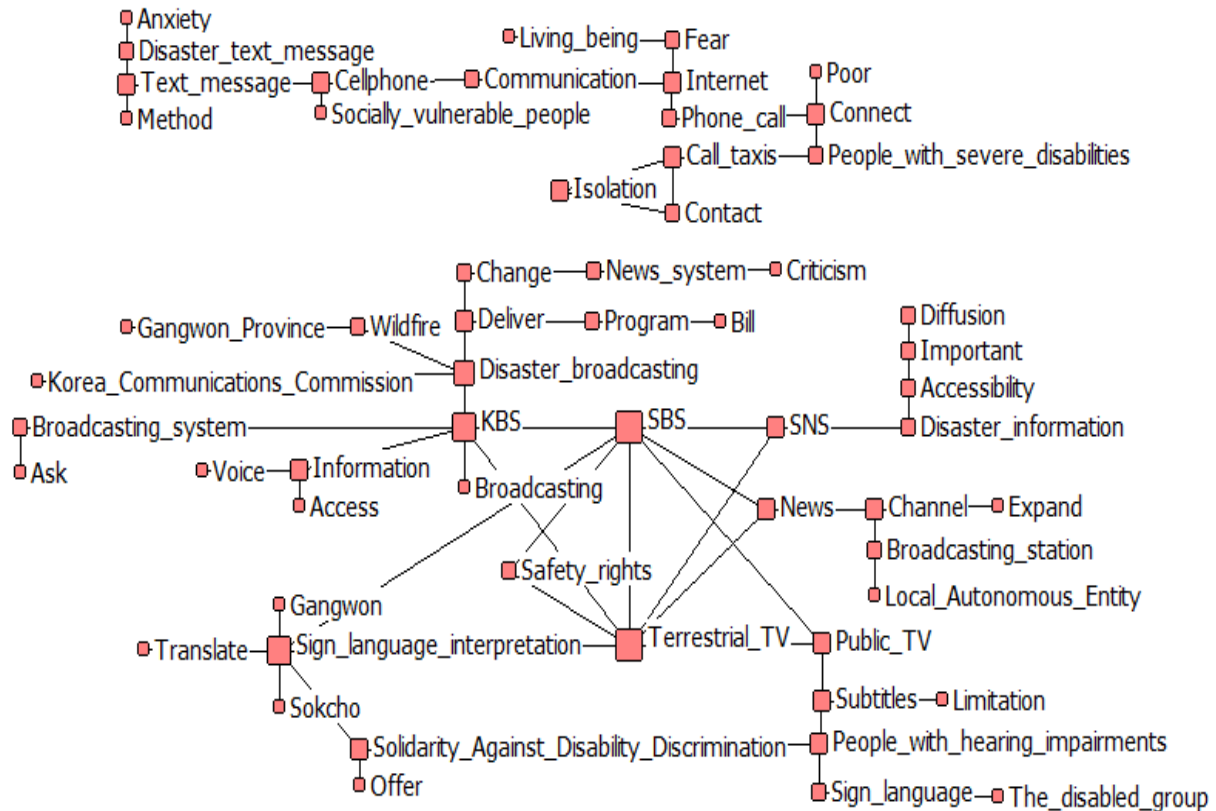 Anxiety
Disaster_text_message
Text_message
Method
Cellphone
Socially_vulnerable_people
Communication
Living_being
Fear
Internet
Phone_call
Poor
Connect
People_with_severe_disabilities
Call_taxis
Isolation
Contact
Change
News_system
Criticism
Gangwon_Province
Wildfire
Deliver
Program
Bill
Korea_Communications_Commission
Disaster_broadcasting
Diffusion
Important
Accessibility
Disaster_information
Broadcasting_system
KBS
SBS
SNS
Ask
Voice
Information
Access
Broadcasting
News
Channel
Expand
Broadcasting_station
Local_Autonomous_Entity
Safety_rights
Gangwon
Translate
Sign_language_interpretation
Terrestrial_TV
Public_TV
Sokcho
Subtitles
Limitation
Solidarity_Against_Disability_Discrimination
People_with_hearing_impairments
Offer
Sign_language
The_disabled_group